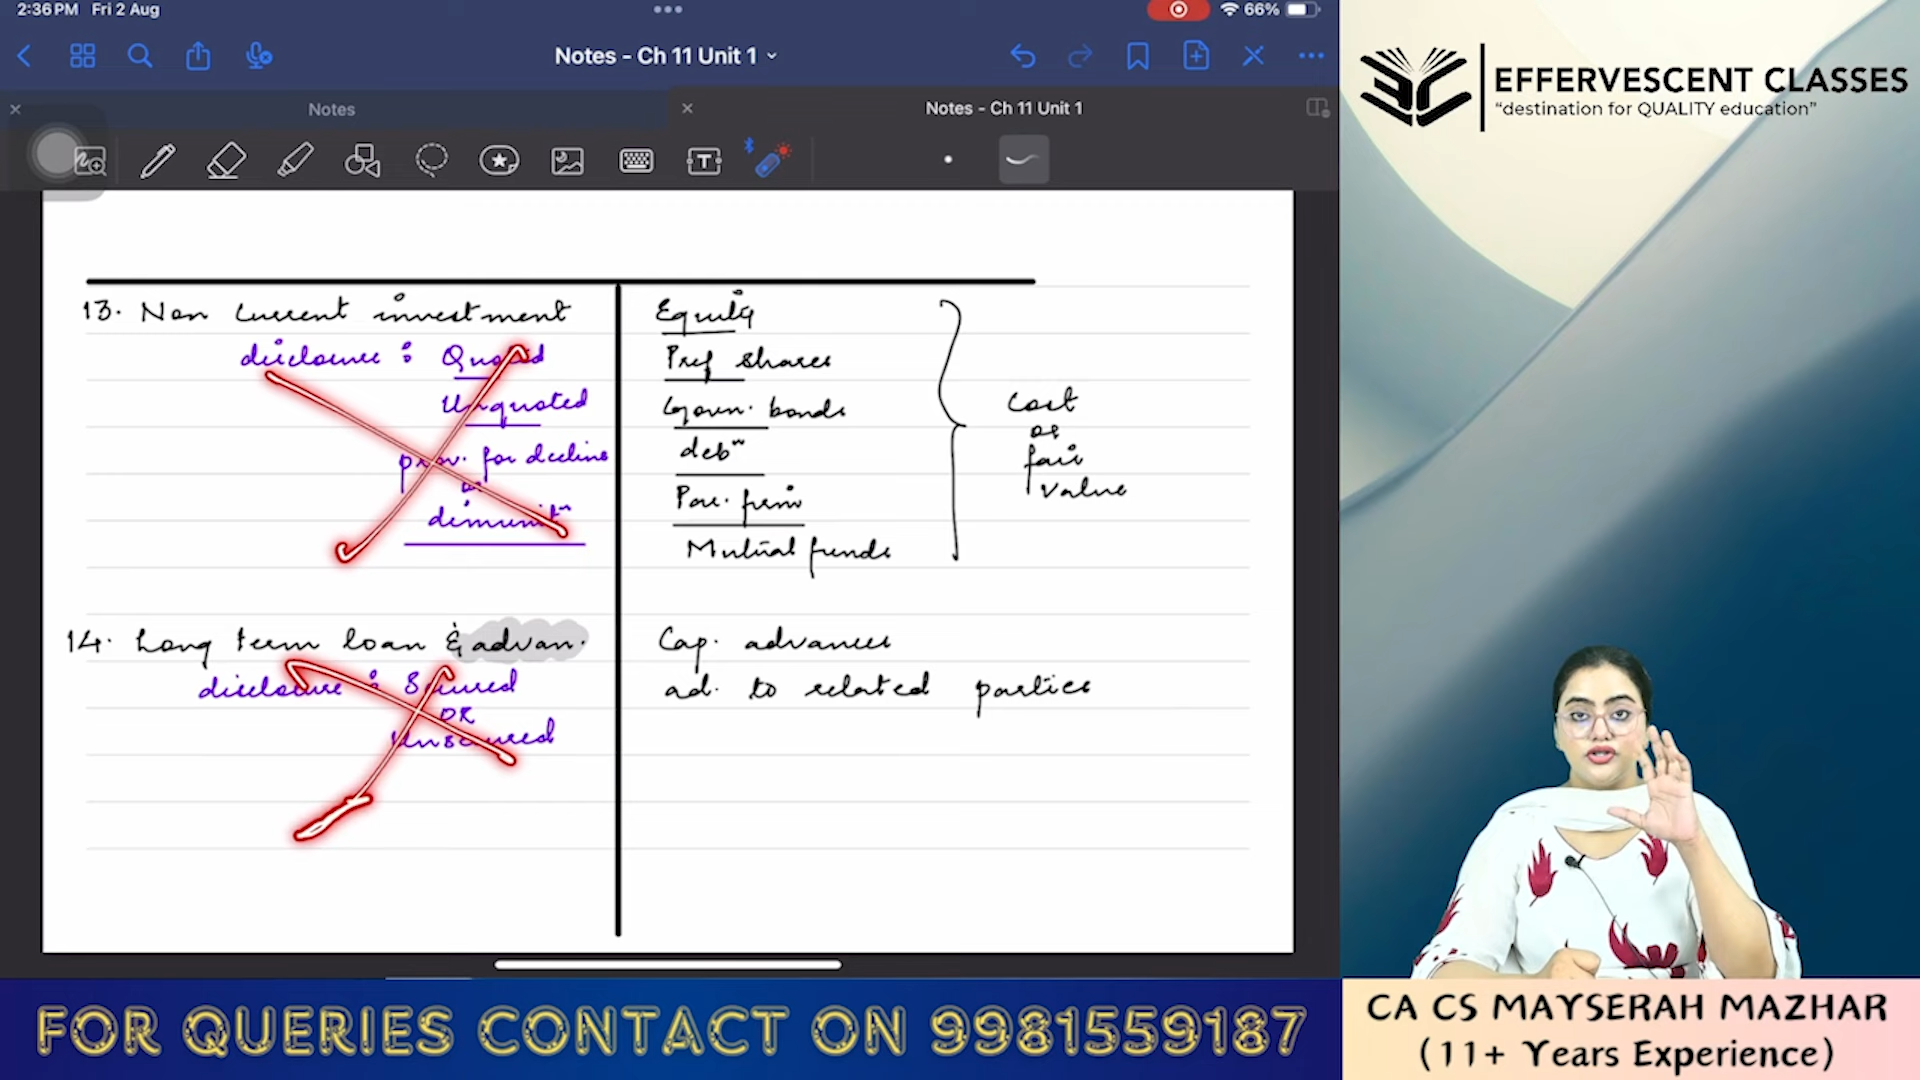 2:36 PM Fri 2 Aug
66%
Notes - Ch 11 Unit 1
Notes
Notes - Ch 11 Unit 1
EFFERVESCENT CLASSES
"destination for QUALITY education"
13. Non Current investment
disclosure : Quoted
Unquoted
prov. for decline
or
dimunitn
Equity
Pref shares
Govn. bonds
debn
Par. firm
Mutual funds
Cost
or
fair
value
14. Long term loan & advan.
disclosure : Secured
OR
Unsecured
Cap. advances
ad. to related parties
FOR QUERIES CONTACT ON 9981559187
CA CS MAYSERAH MAZHAR
(11+ Years Experience)